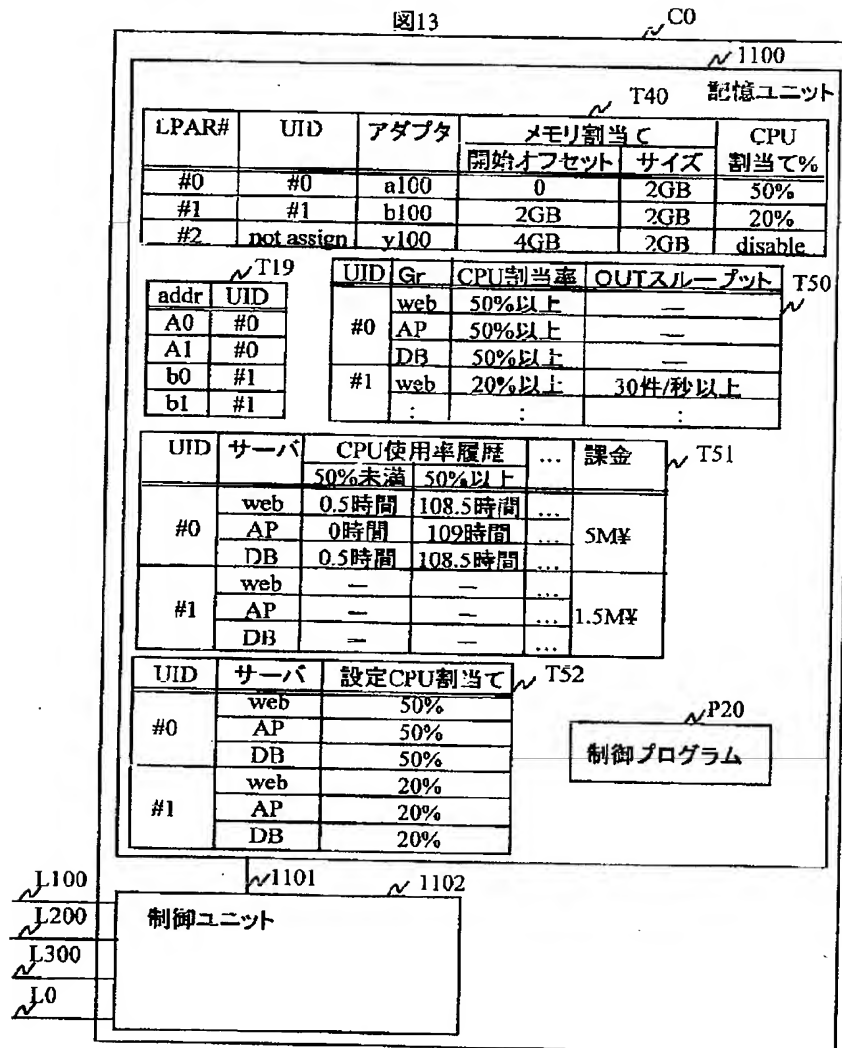 図13
C0
1100
T40 記憶ユニット
LPAR# UID アダプタ メモリ割当て CPU
開始オフセット サイズ 割当て%
#0 #0 a100 0 2GB 50%
#1 #1 b100 2GB 2GB 20%
#2 not assign y100 4GB 2GB disable
T19
addr UID
A0 #0
A1 #0
b0 #1
b1 #1
UID Gr CPU割当率 OUTスループット T50
#0 web 50%以上 —
AP 50%以上 —
DB 50%以上 —
#1 web 20%以上 30件/秒以上
: : :
UID サーバ CPU使用率履歴 … 課金 T51
50%未満 50%以上
#0 web 0.5時間 108.5時間 … 5M¥
AP 0時間 109時間 …
DB 0.5時間 108.5時間 …
#1 web — — … 1.5M¥
AP — — …
DB — — …
UID サーバ 設定CPU割当て T52
#0 web 50%
AP 50%
DB 50%
#1 web 20%
AP 20%
DB 20%
P20
制御プログラム
1101 1102
L100
L200
L300
L0
制御ユニット